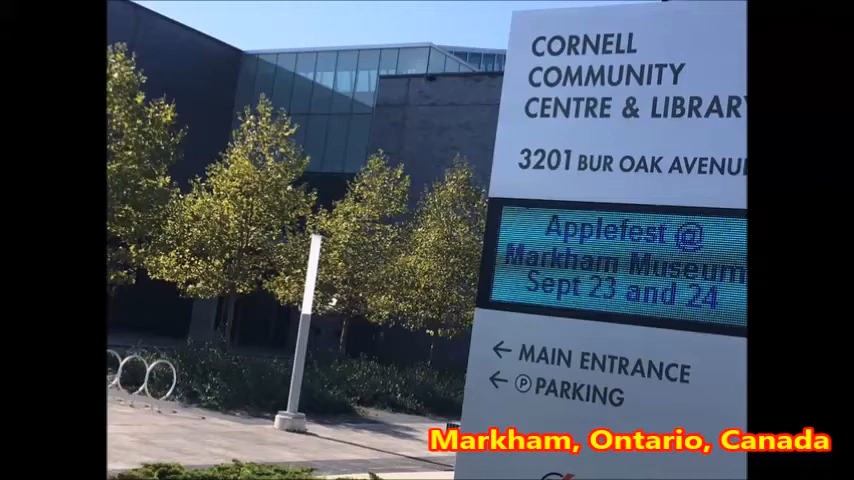 CORNELL
COMMUNITY
CENTRE & LIBRARY
3201 BUR OAK AVENU
Applefest @
Markham Museum
Sept 23 and 24
← MAIN ENTRANCE
← P PARKING
Markham, Ontario, Canada